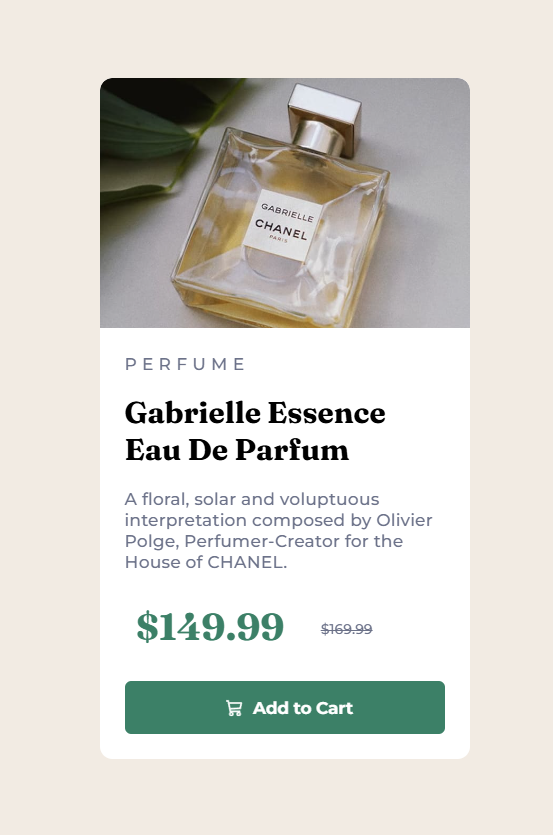 GABRIELLE
CHANEL
PARIS
PERFUME
Gabrielle Essence
Eau De Parfum
A floral, solar and voluptuous
interpretation composed by Olivier
Polge, Perfumer-Creator for the
House of CHANEL.
$149.99 $169.99
Add to Cart